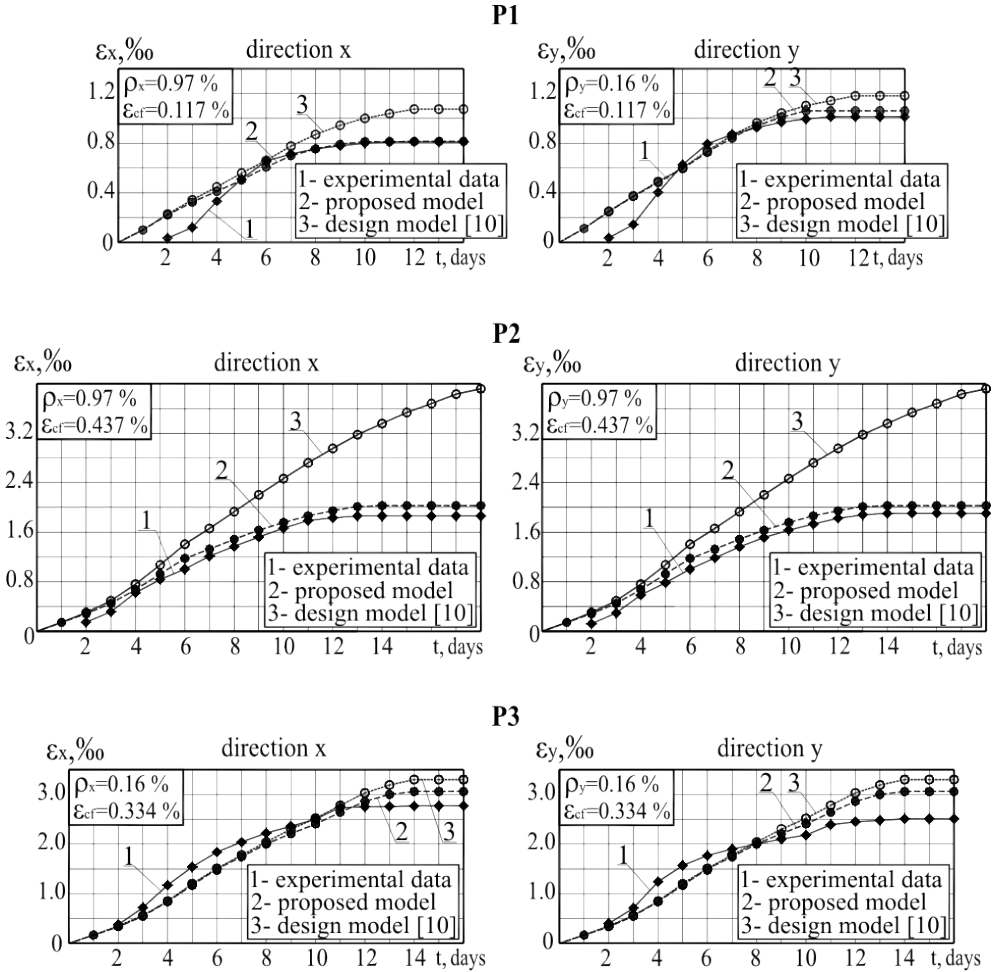 P1
εx,‰ direction x
ρx=0.97 %
εcf=0.117 %
1.2
0.8
0.4
0
3
2
1
1- experimental data
2- proposed model
3- design model [10]
2 4 6 8 10 12 t, days
εy,‰ direction y
ρy=0.16 %
εcf=0.117 %
1.2
0.8
0.4
0
2 3
1
1- experimental data
2- proposed model
3- design model [10]
2 4 6 8 10 12 t, days
P2
εx,‰ direction x
ρx=0.97 %
εcf=0.437 %
3.2
2.4
1.6
0.8
0
3
2
1
1- experimental data
2- proposed model
3- design model [10]
2 4 6 8 10 12 14 t, days
εy,‰ direction y
ρy=0.97 %
εcf=0.437 %
3.2
2.4
1.6
0.8
0
3
2
1
1- experimental data
2- proposed model
3- design model [10]
2 4 6 8 10 12 14 t, days
P3
εx,‰ direction x
ρx=0.16 %
εcf=0.334 %
3.0
2.0
1.0
0
1
2 3
1- experimental data
2- proposed model
3- design model [10]
2 4 6 8 10 12 14 t, days
εy,‰ direction y
ρy=0.16 %
εcf=0.334 %
3.0
2.0
1.0
0
2 3
1
1- experimental data
2- proposed model
3- design model [10]
2 4 6 8 10 12 14 t, days